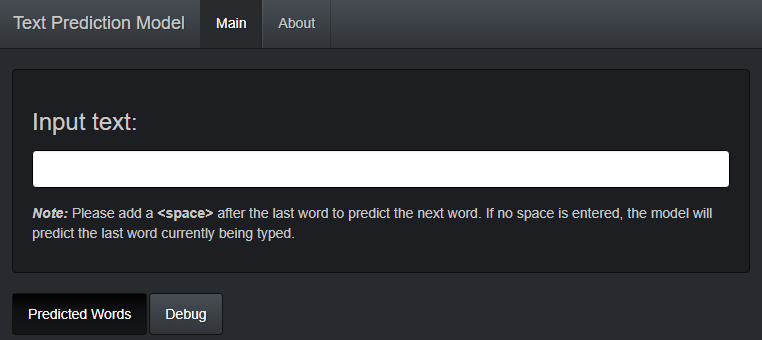 Text Prediction Model Main About
Input text:
Note: Please add a <space> after the last word to predict the next word. If no space is entered, the model will
predict the last word currently being typed.
Predicted Words Debug